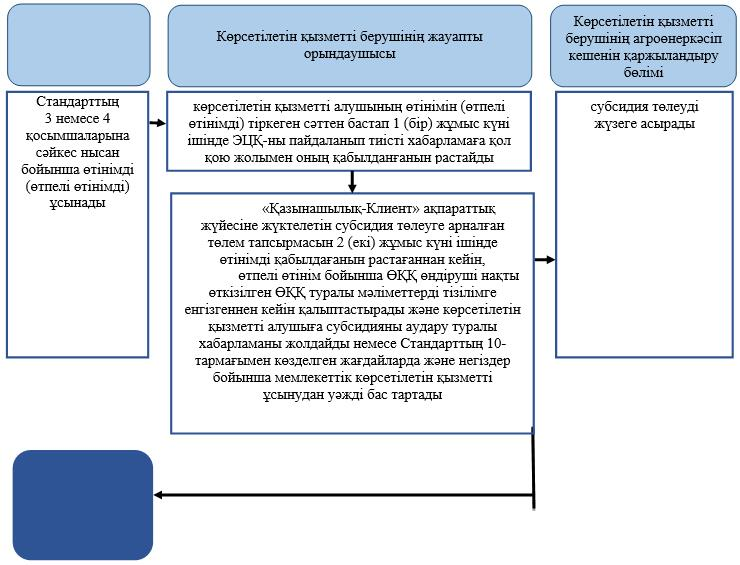 Көрсетілетін қызметті берушінің жауапты
орындаушысы
Көрсетілетін қызметті
берушінің агроөнеркәсіп
кешенін қаржыландыру
бөлімі
Стандарттың
3 немесе 4
қосымшаларына
сәйкес нысан
бойынша өтінімді
(өтпелі өтінімді)
ұсынады
көрсетілетін қызметті алушының өтінімін (өтпелі
өтінімді) тіркеген сәттен бастап 1 (бір) жұмыс күні
ішінде ЭЦҚ-ны пайдаланып тиісті хабарламаға қол
қою жолымен оның қабылданғанын растайды
«Қазынашылық-Клиент» ақпараттық
жүйесіне жүктелетін субсидия төлеуге арналған
төлем тапсырмасын 2 (екі) жұмыс күні ішінде
өтінімді қабылдағанын растағаннан кейін,
өтпелі өтінім бойынша ӨҚҚ өндіруші нақты
өткізілген ӨҚҚ туралы мәліметтерді тізілімге
енгізгеннен кейін қалыптастырады және көрсетілетін
қызметті алушыға субсидияны аудару туралы
хабарламаны жолдайды немесе Стандарттың 10-
тармағымен көзделген жағдайларда және негіздер
бойынша мемлекеттік көрсетілетін қызметті
ұсынудан уәжді бас тартады
субсидия төлеуді
жүзеге асырады